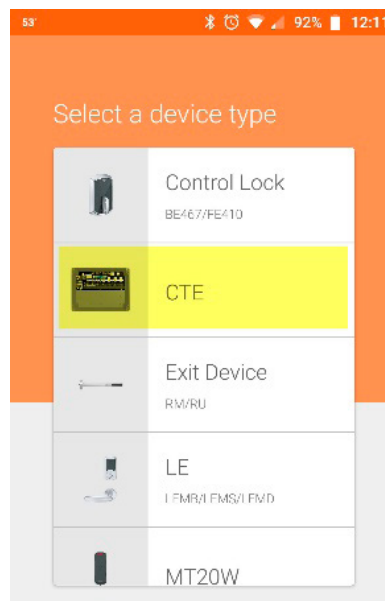 53°
92% 12:11
Select a device type
Control Lock
BE467/FE410
CTE
Exit Device
RM/RU
LE
LEMB/LEMS/LEMD
MT20W